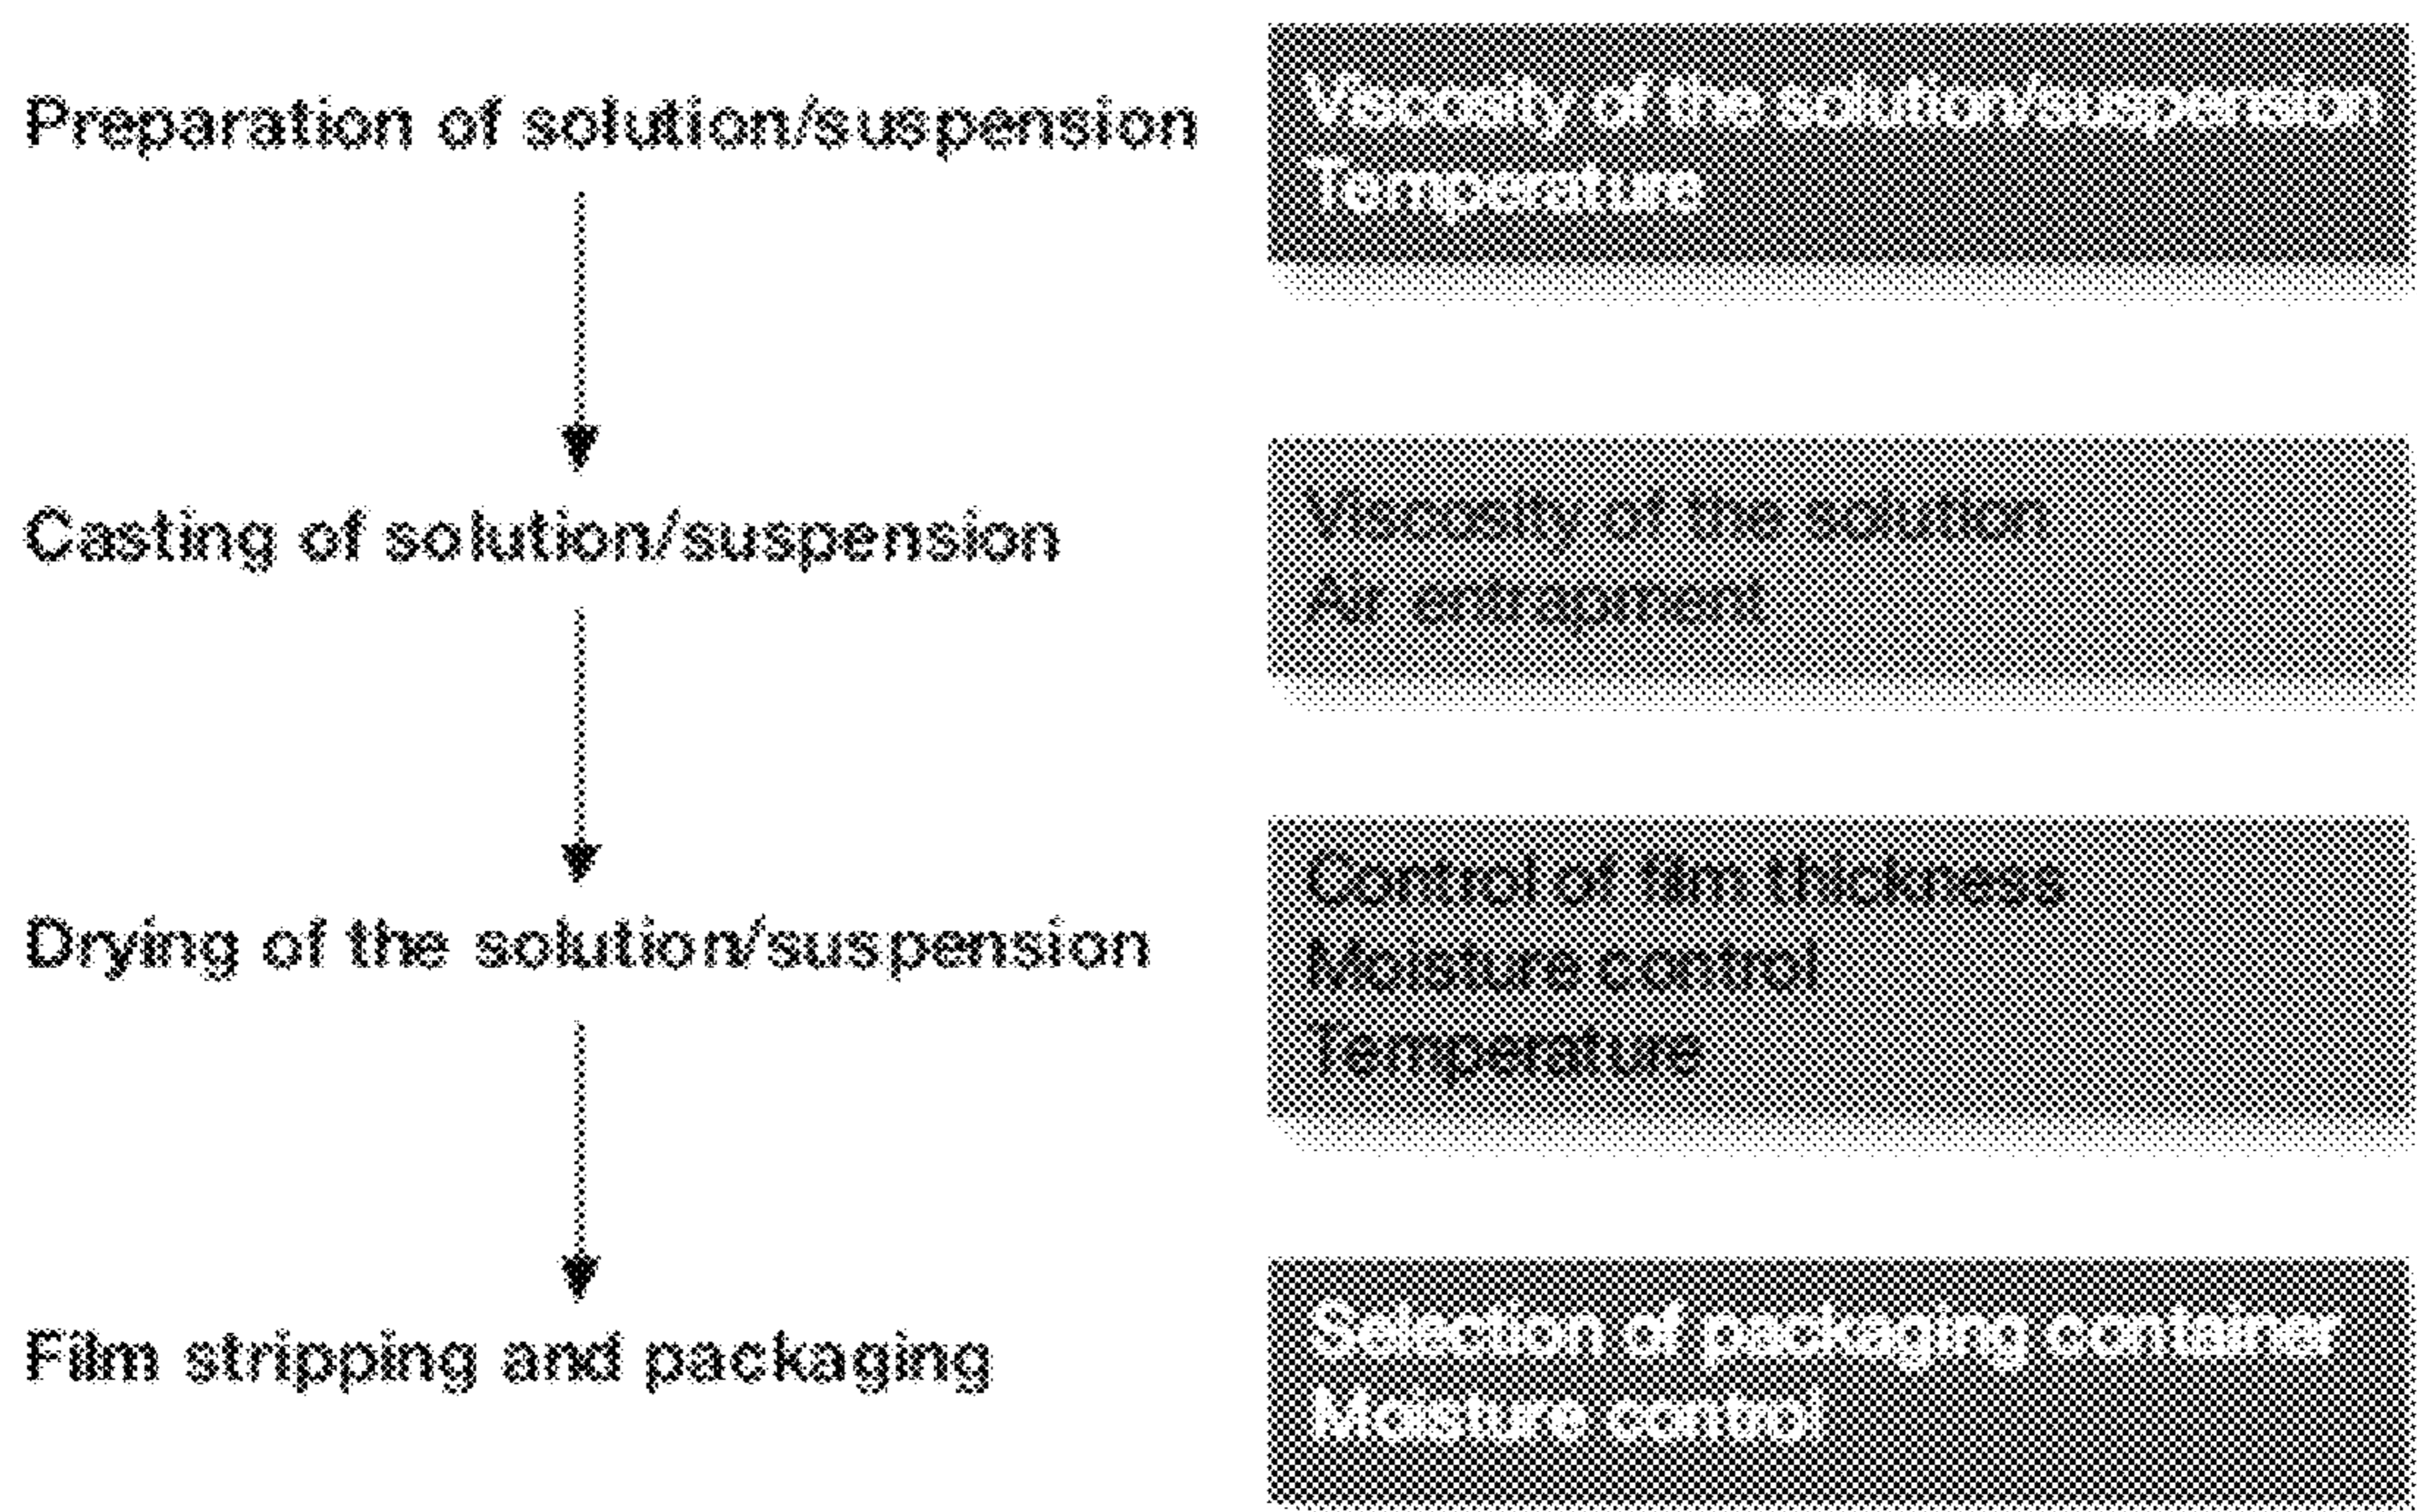 Preparation of solution/suspension
Viscosity of the solution/suspension
Temperature
Casting of solution/suspension
Viscosity of the solution
Air entrapment
Drying of the solution/suspension
Control of film thickness
Moisture control
Temperature
Film stripping and packaging
Selection of packaging container
Moisture control